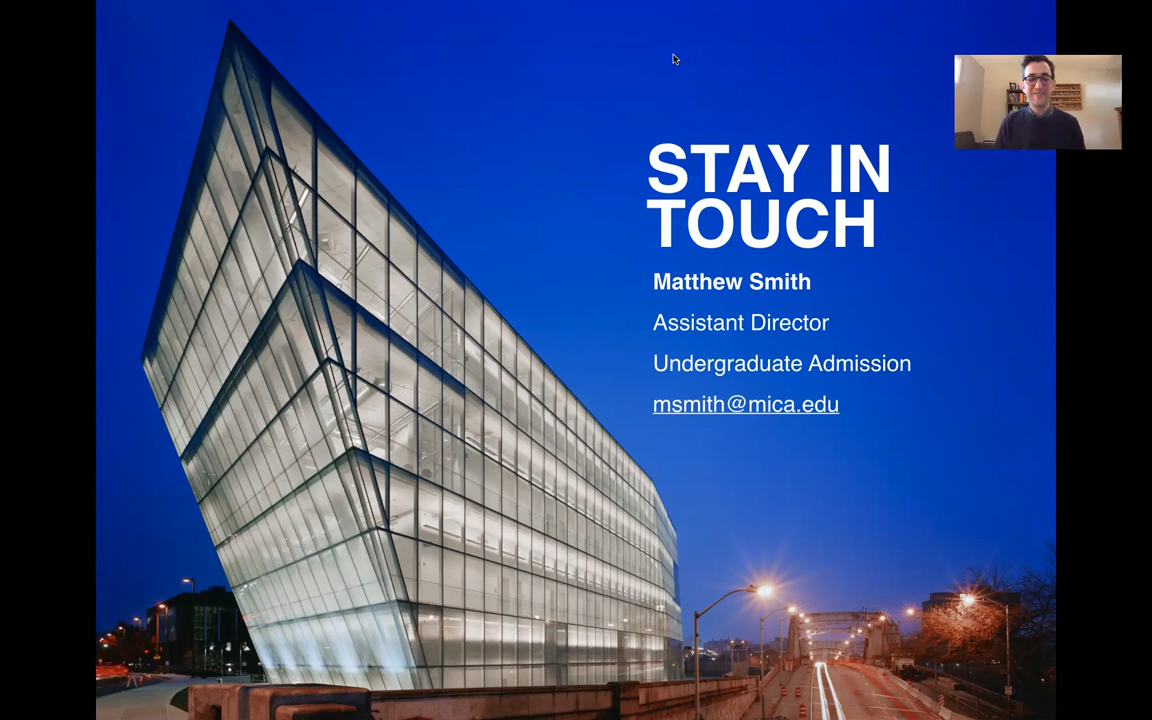 STAY IN
TOUCH
Matthew Smith
Assistant Director
Undergraduate Admission
msmith@mica.edu